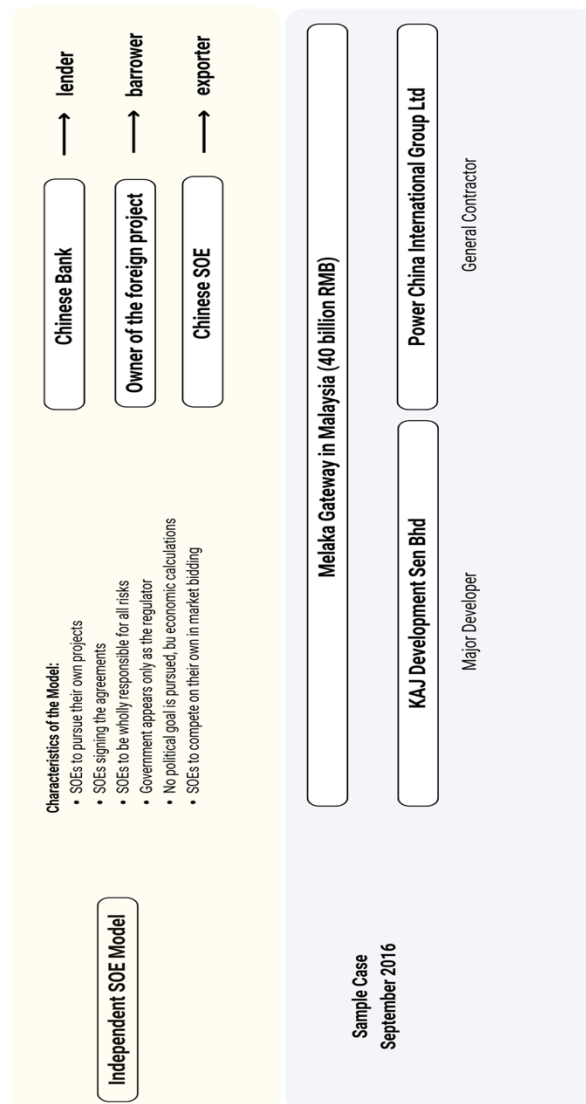 Independent SOE Model
Characteristics of the Model:
• SOEs to pursue their own projects
• SOEs signing the agreements
• SOEs to be wholly responsible for all risks
• Government appears only as the regulator
• No political goal is pursued, bu economic calculations
• SOEs to compete on their own in market bidding
Chinese Bank → lender
Owner of the foreign project → barrower
Chinese SOE → exporter
Sample Case
September 2016
Melaka Gateway in Malaysia (40 billion RMB)
KAJ Development Sen Bhd
Power China International Group Ltd
Major Developer
General Contractor